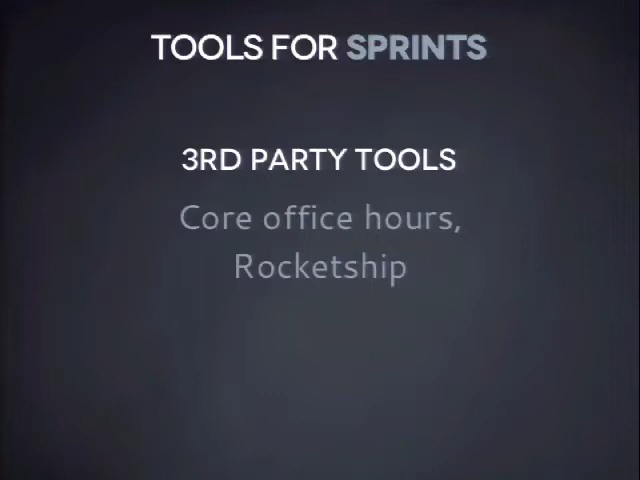 TOOLS FOR SPRINTS
3RD PARTY TOOLS
Core office hours,
Rocketship